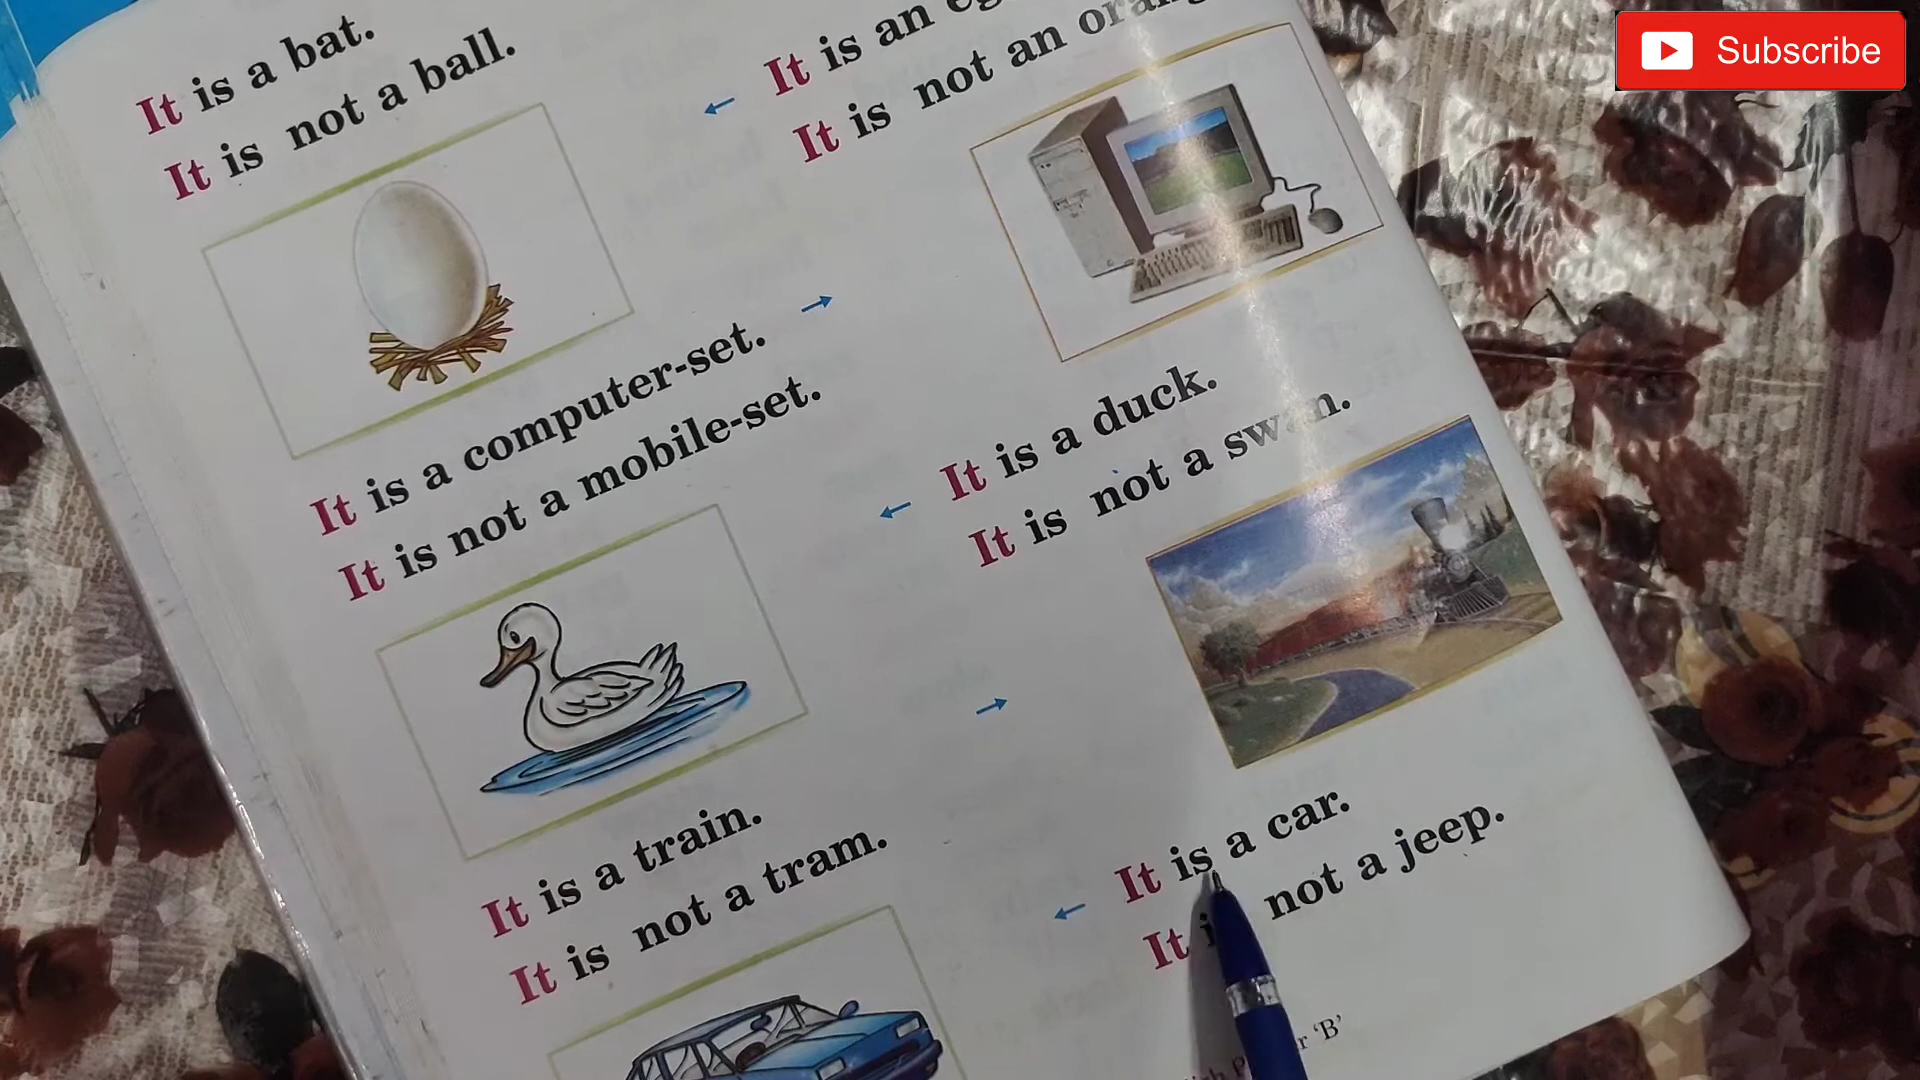 Subscribe
It is a bat.
It is not a ball.
It is an
It is not an
It is a computer-set.
It is not a mobile-set.
It is a duck.
It is not a swan.
It is a train.
It is not a tram.
It is a car.
It is not a jeep.
'B'